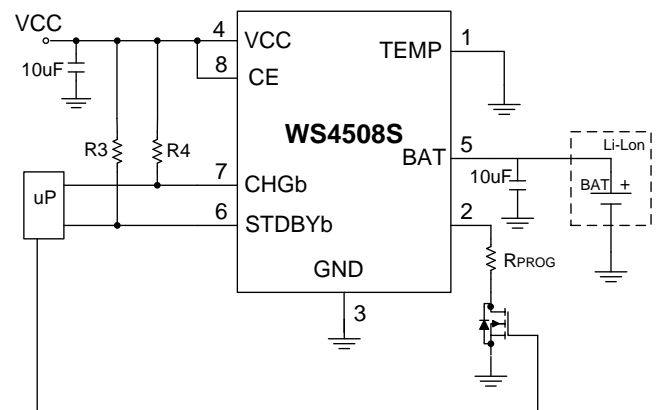 VCC
4
VCC
TEMP
1
10uF
8
CE
WS4508S
R3
R4
5
BAT
Li-Lon
10uF
BAT
+
7
CHGb
uP
6
STDBYb
2
RPROG
GND
3